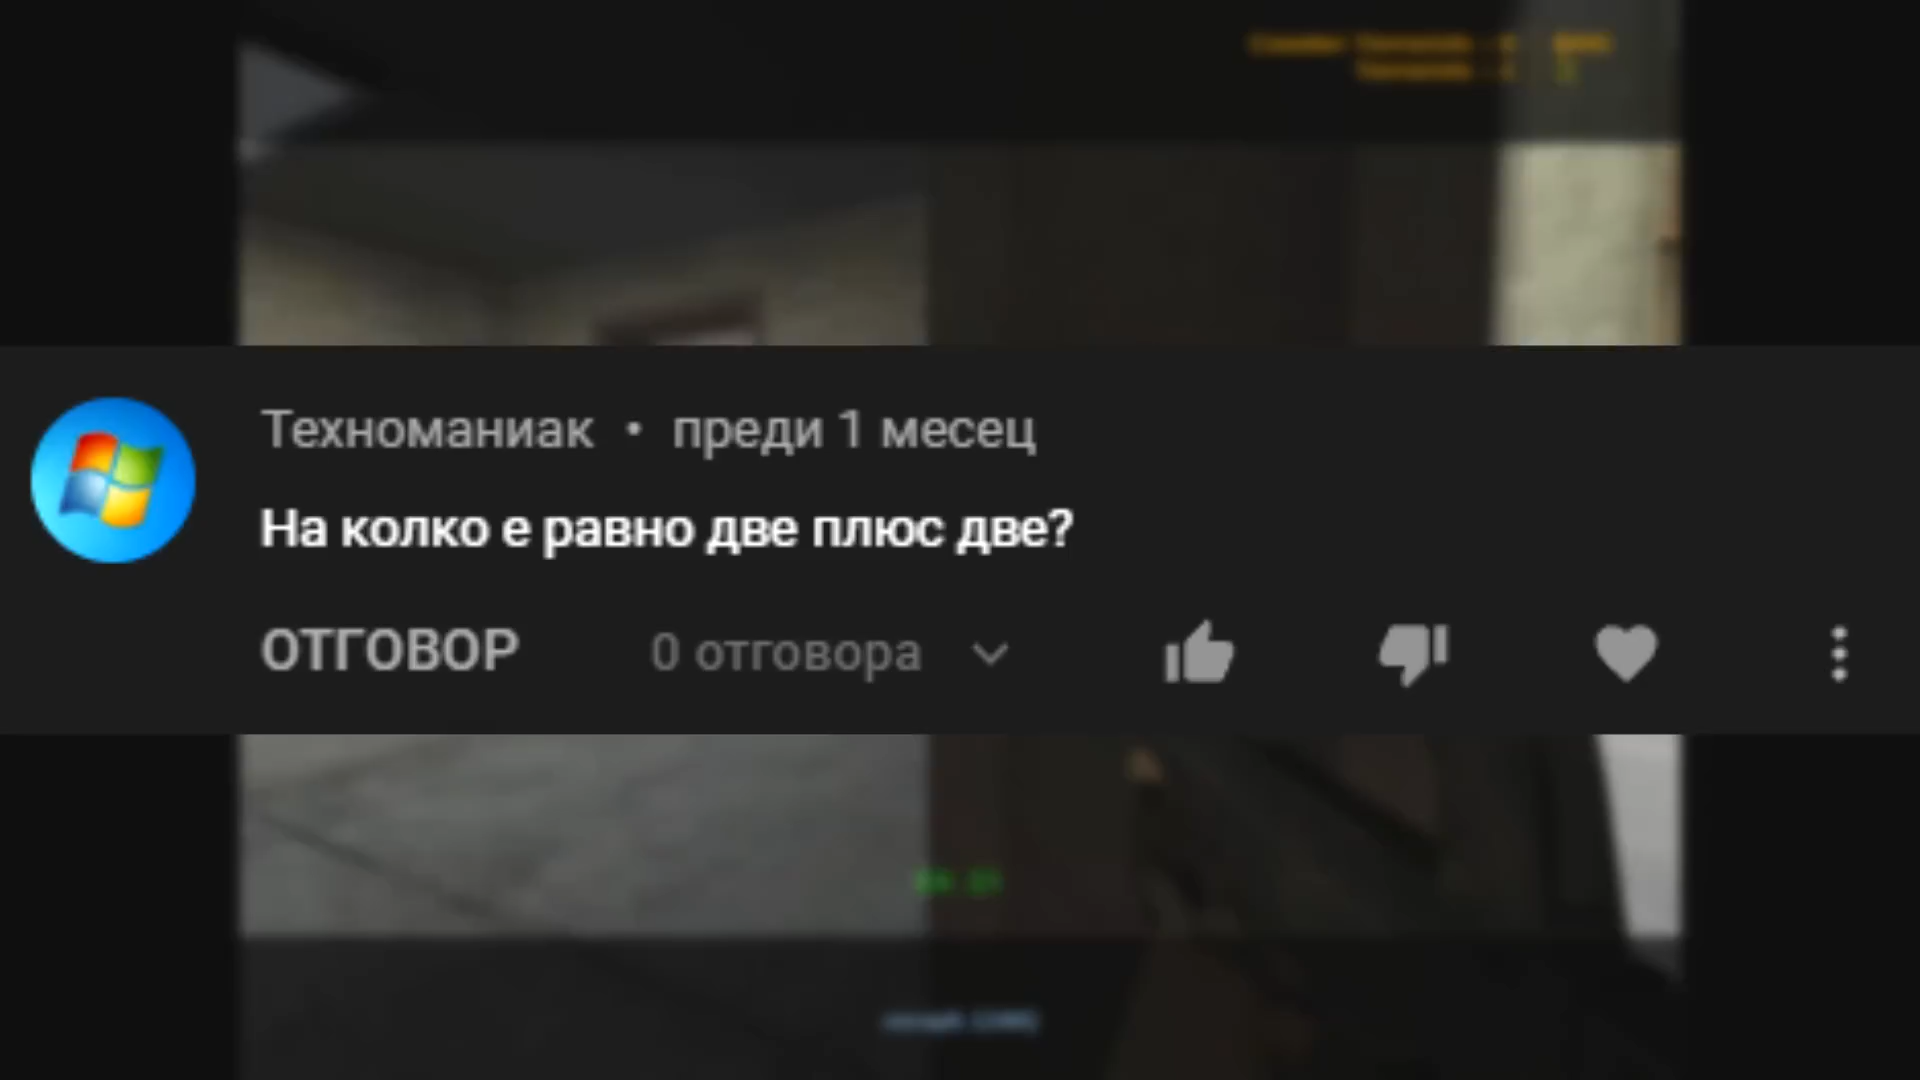 Техноманиак • преди 1 месец
На колко е равно две плюс две?
ОТГОВОР 0 отговора